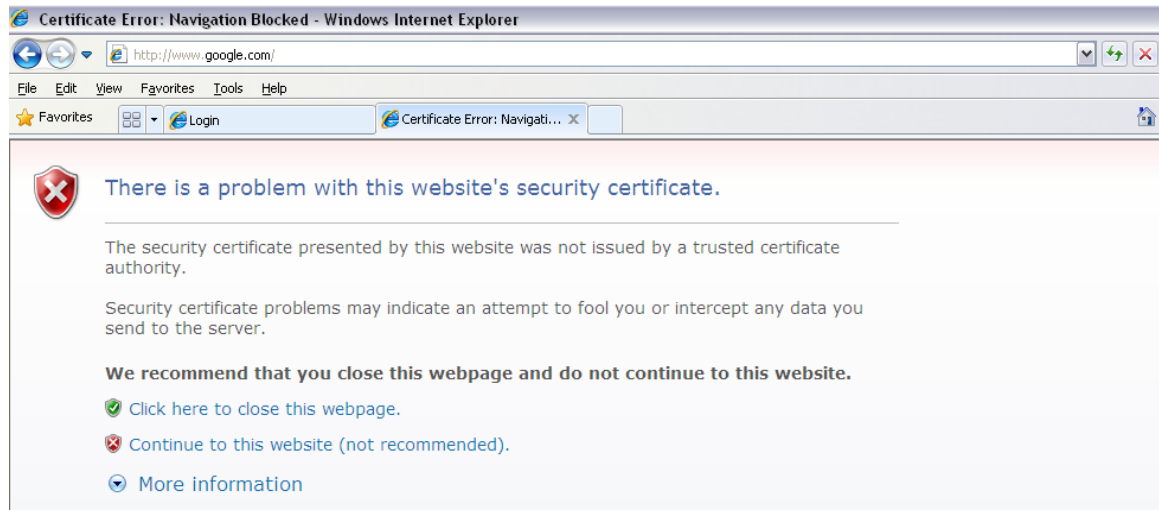 Certificate Error: Navigation Blocked - Windows Internet Explorer
http://www.google.com/
File Edit View Favorites Tools Help
Favorites Login Certificate Error: Navigati... X
There is a problem with this website's security certificate.
The security certificate presented by this website was not issued by a trusted certificate
authority.
Security certificate problems may indicate an attempt to fool you or intercept any data you
send to the server.
We recommend that you close this webpage and do not continue to this website.
Click here to close this webpage.
Continue to this website (not recommended).
More information